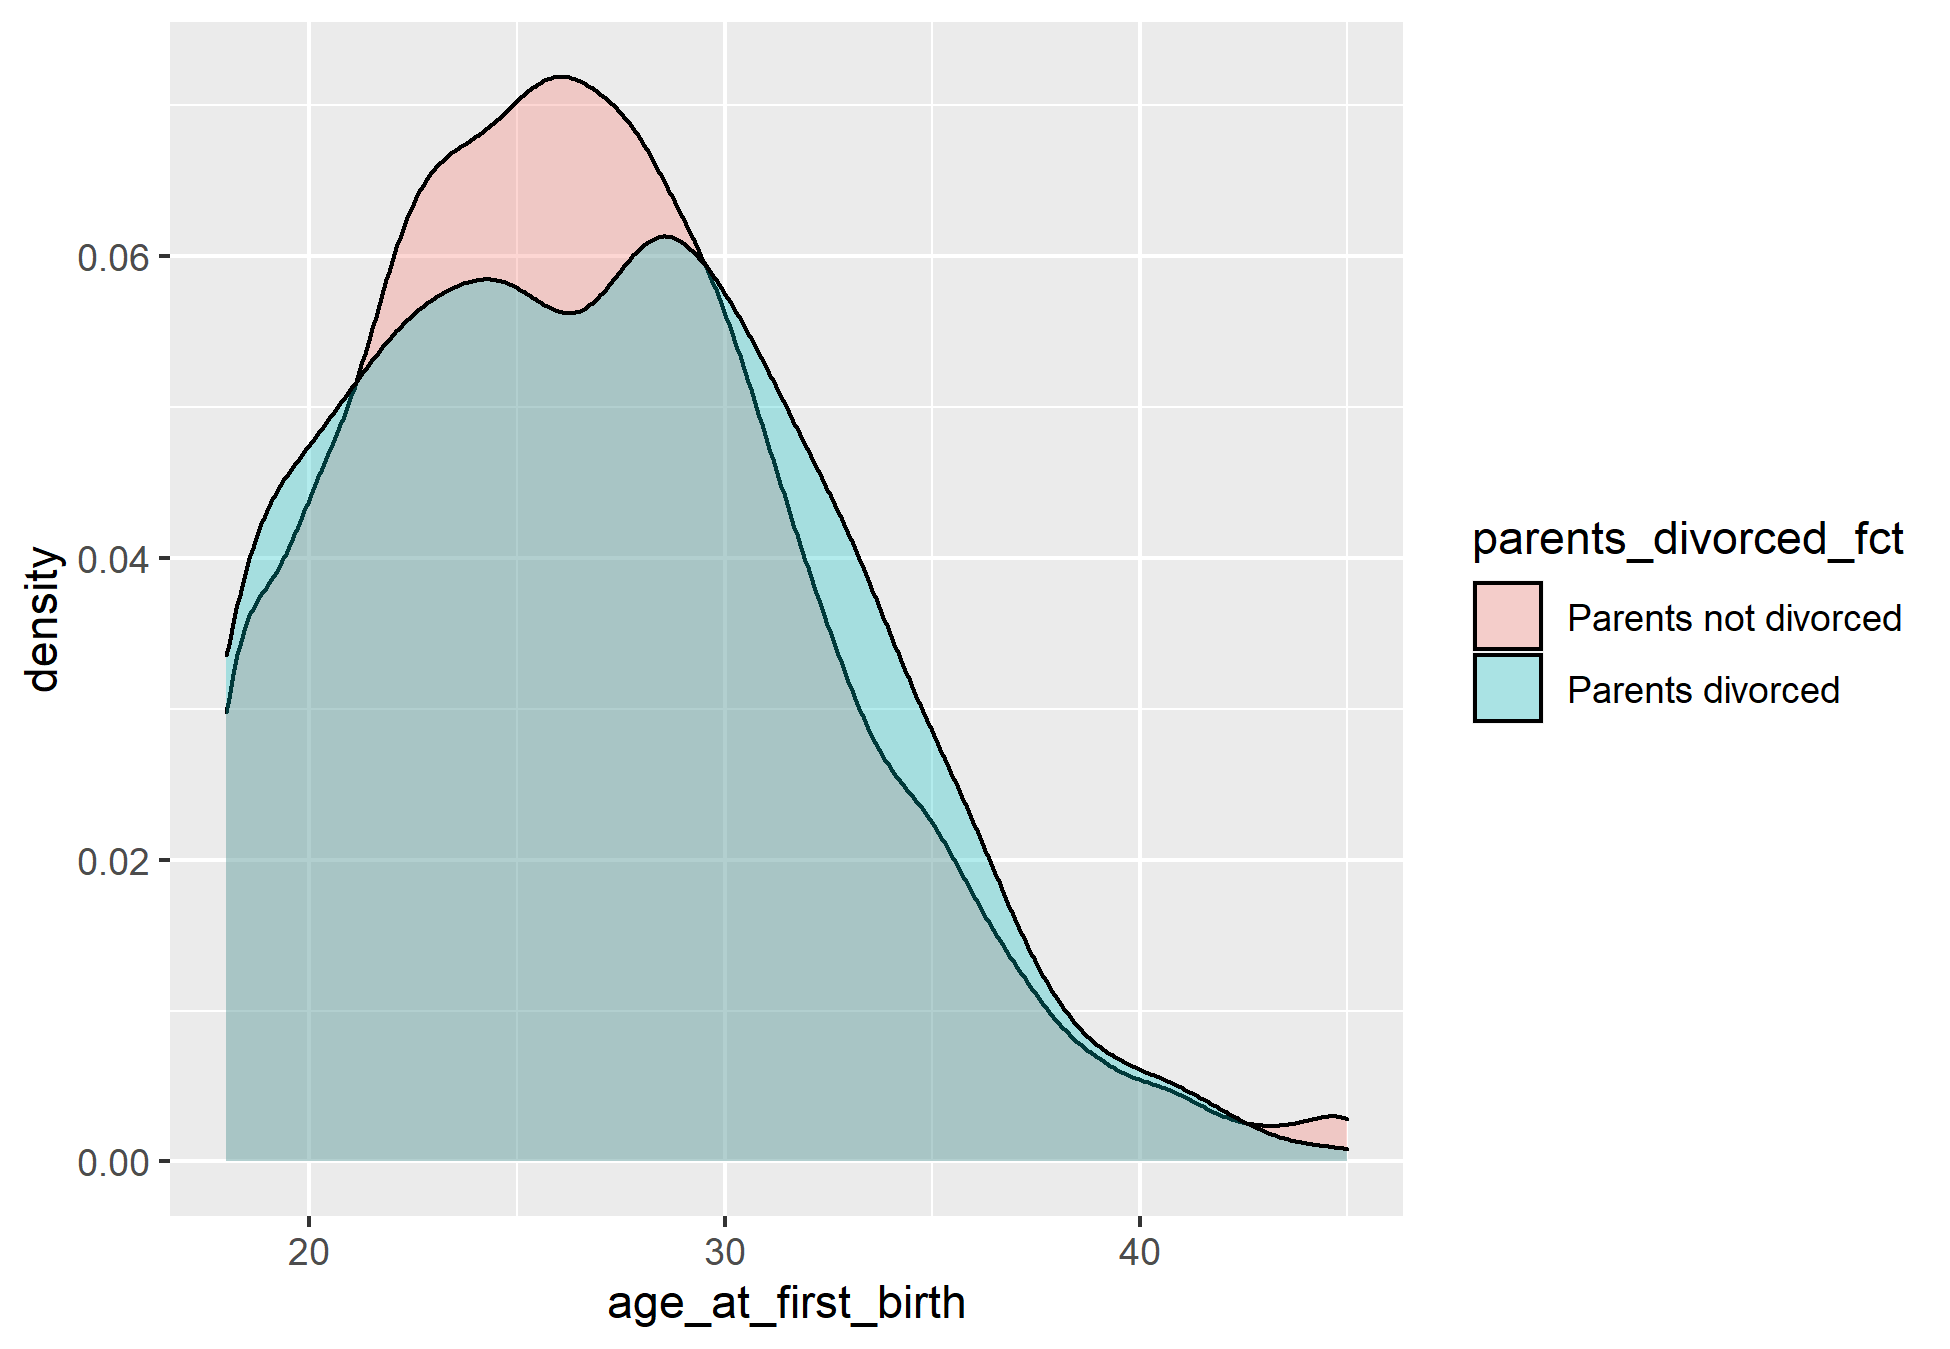 0.06
0.04
0.02
0.00
density
20 30 40
age_at_first_birth
parents_divorced_fct
Parents not divorced
Parents divorced